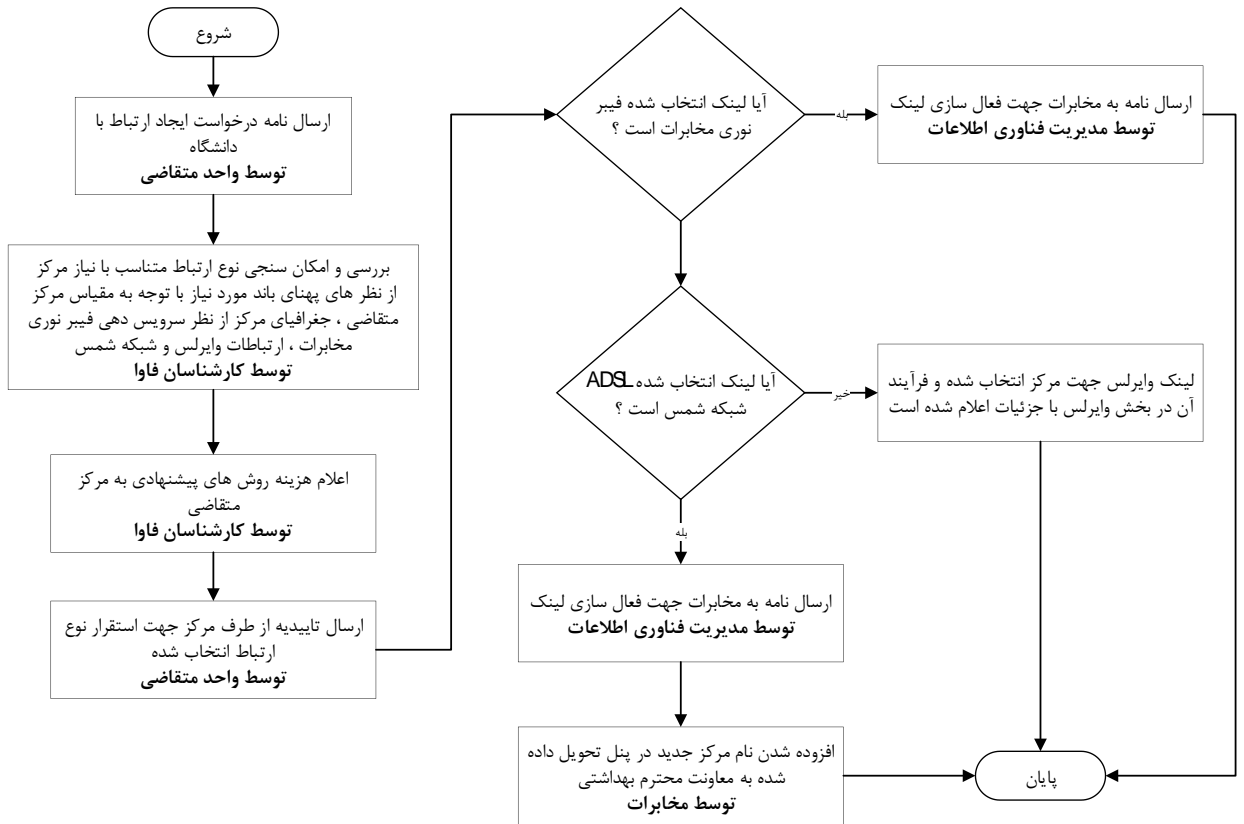 شروع
ارسال نامه درخواست ایجاد ارتباط با
دانشگاه
توسط واحد متقاضی
بررسی و امکان سنجی نوع ارتباط متناسب با نیاز مرکز
از نظر های پهنای باند مورد نیاز با توجه به مقیاس مرکز
متقاضی ، جغرافیای مرکز از نظر سرویس دهی فیبر نوری
مخابرات ، ارتباطات وایرلس و شبکه شمس
توسط کارشناسان فاوا
اعلام هزینه روش های پیشنهادی به مرکز
متقاضی
توسط کارشناسان فاوا
ارسال تاییدیه از طرف مرکز جهت استقرار نوع
ارتباط انتخاب شده
توسط واحد متقاضی
آیا لینک انتخاب شده فیبر
نوری مخابرات است ؟
بله
ارسال نامه به مخابرات جهت فعال سازی لینک
توسط مدیریت فناوری اطلاعات
آیا لینک انتخاب شده ADSL
شبکه شمس است ؟
خیر
لینک وایرلس جهت مرکز انتخاب شده و فرآیند
آن در بخش وایرلس با جزئیات اعلام شده است
بله
ارسال نامه به مخابرات جهت فعال سازی لینک
توسط مدیریت فناوری اطلاعات
افزوده شدن نام مرکز جدید در پنل تحویل داده
شده به معاونت محترم بهداشتی
توسط مخابرات
پایان